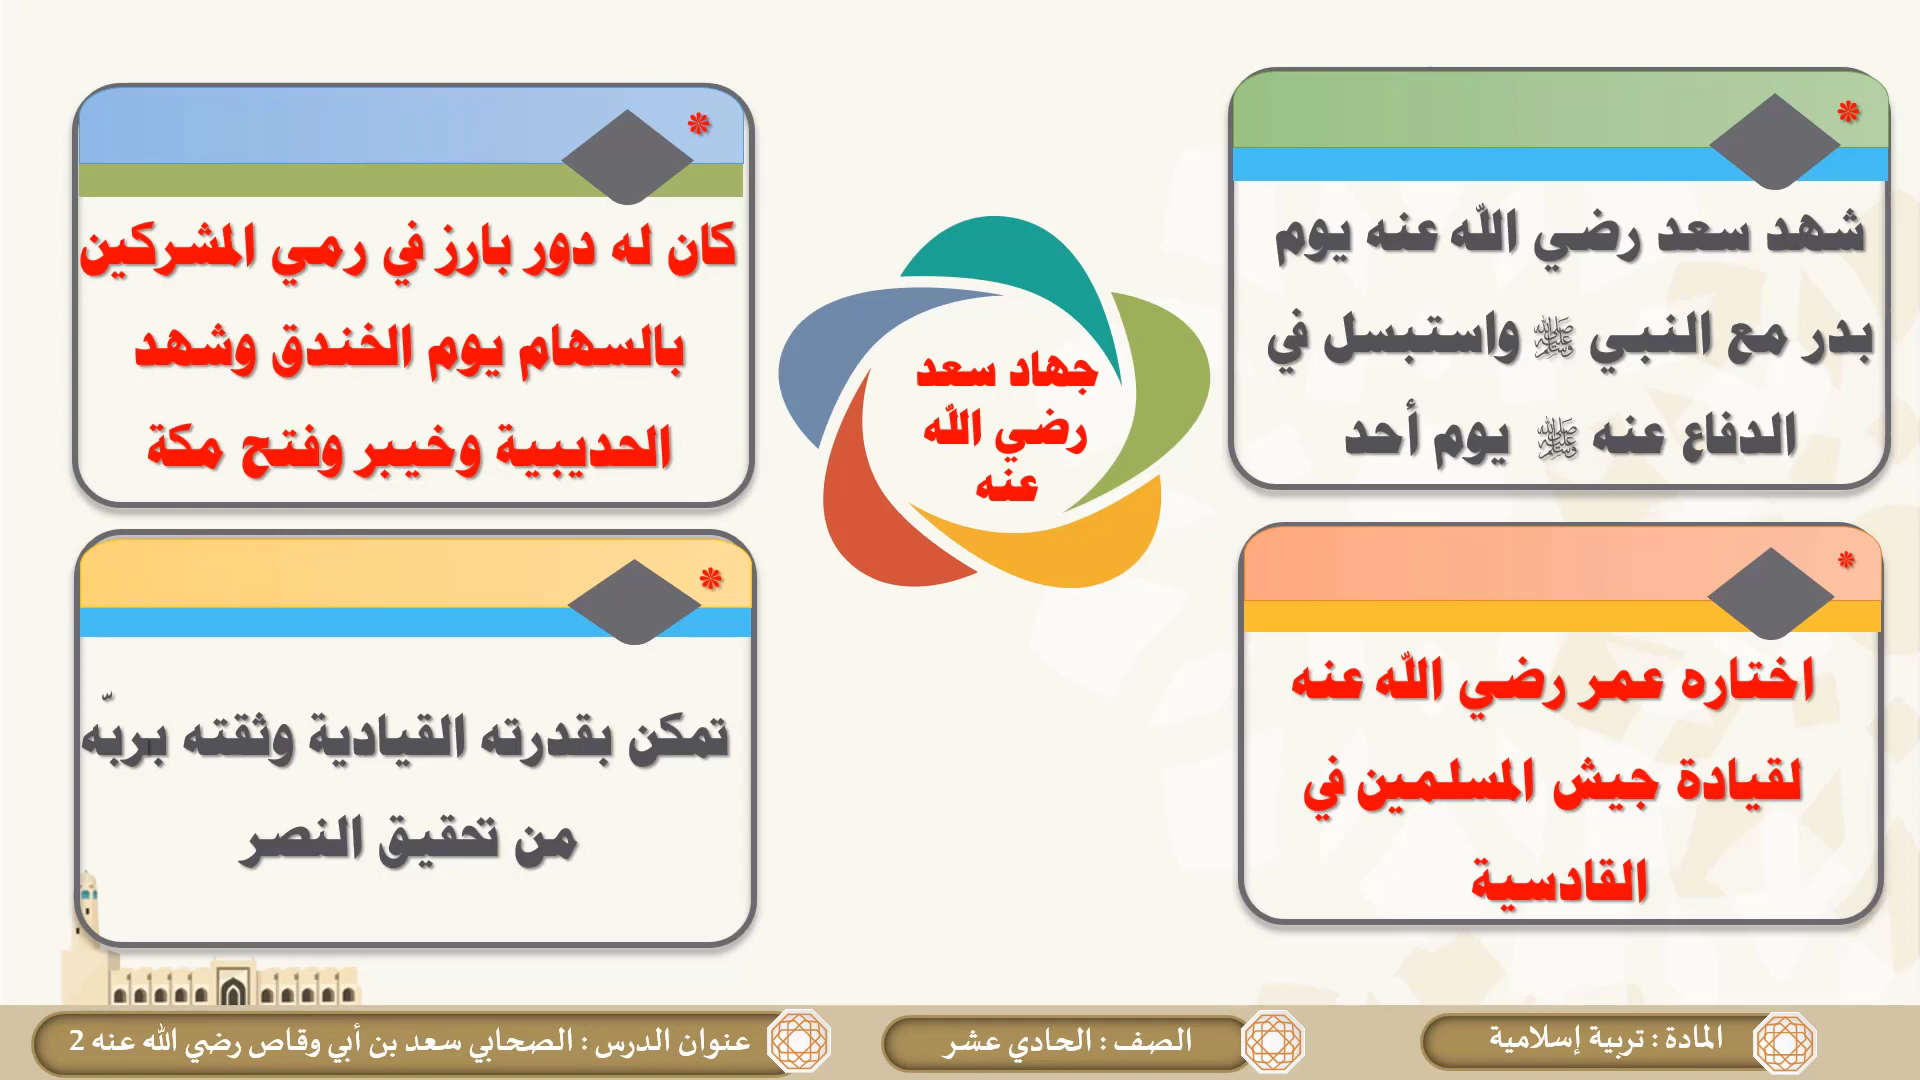 *
شهد سعد رضي الله عنه يوم
بدر مع النبي ﷺ واستبسل في
الدفاع عنه ﷺ يوم أحد
*
كان له دور بارز في رمي المشركين
بالسهام يوم الخندق وشهد
الحديبية وخيبر وفتح مكة
جهاد سعد
رضي الله
عنه
*
اختاره عمر رضي الله عنه
لقيادة جيش المسلمين في
القادسية
*
تمكن بقدرته القيادية وثقته بربّه
من تحقيق النصر
المادة : تربية إسلامية
الصف : الحادي عشر
عنوان الدرس : الصحابي سعد بن أبي وقاص رضي الله عنه 2